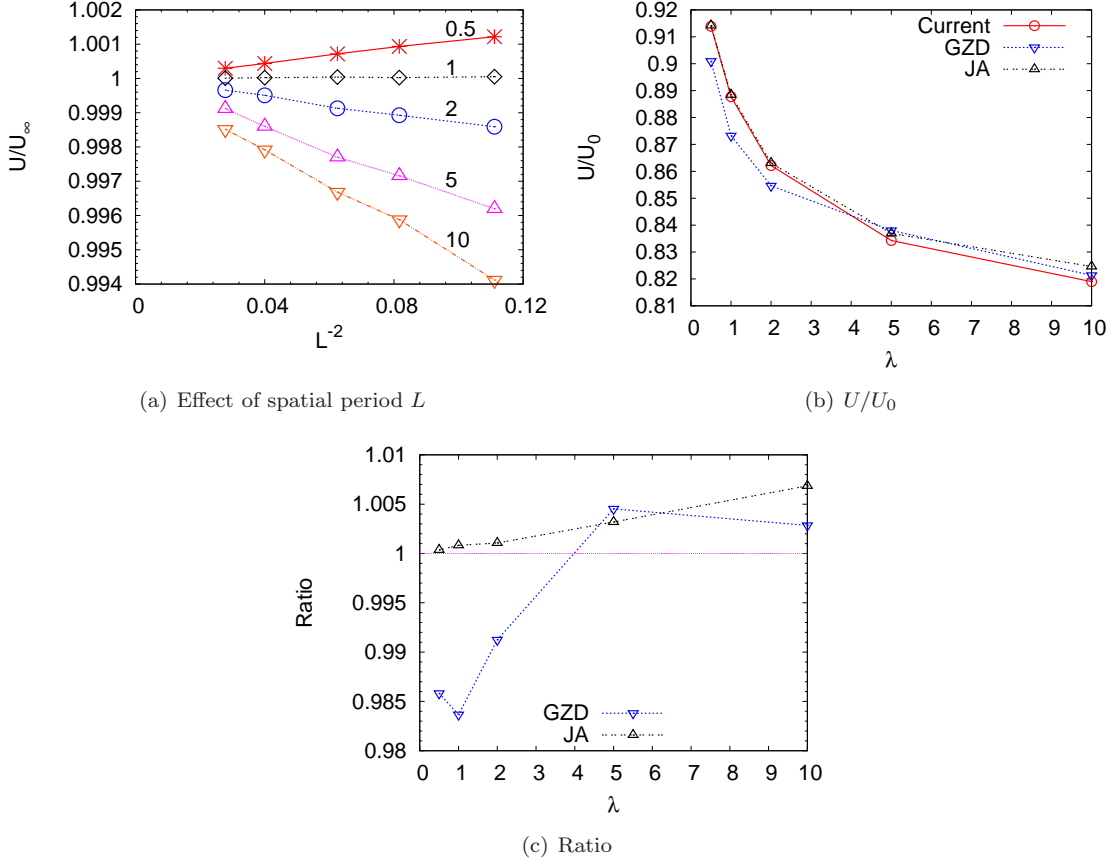 1.002
1.001
1
0.999
0.998
0.997
0.996
0.995
0.994
0
0.04
0.08
0.12
U/U∞
L-2
0.5
1
2
5
10
(a) Effect of spatial period L
0.92
0.91
0.9
0.89
0.88
0.87
0.86
0.85
0.84
0.83
0.82
0.81
0 1 2 3 4 5 6 7 8 9 10
U/U0
λ
Current
GZD
JA
(b) U/U0
1.01
1.005
1
0.995
0.99
0.985
0.98
0 1 2 3 4 5 6 7 8 9 10
Ratio
λ
GZD
JA
(c) Ratio